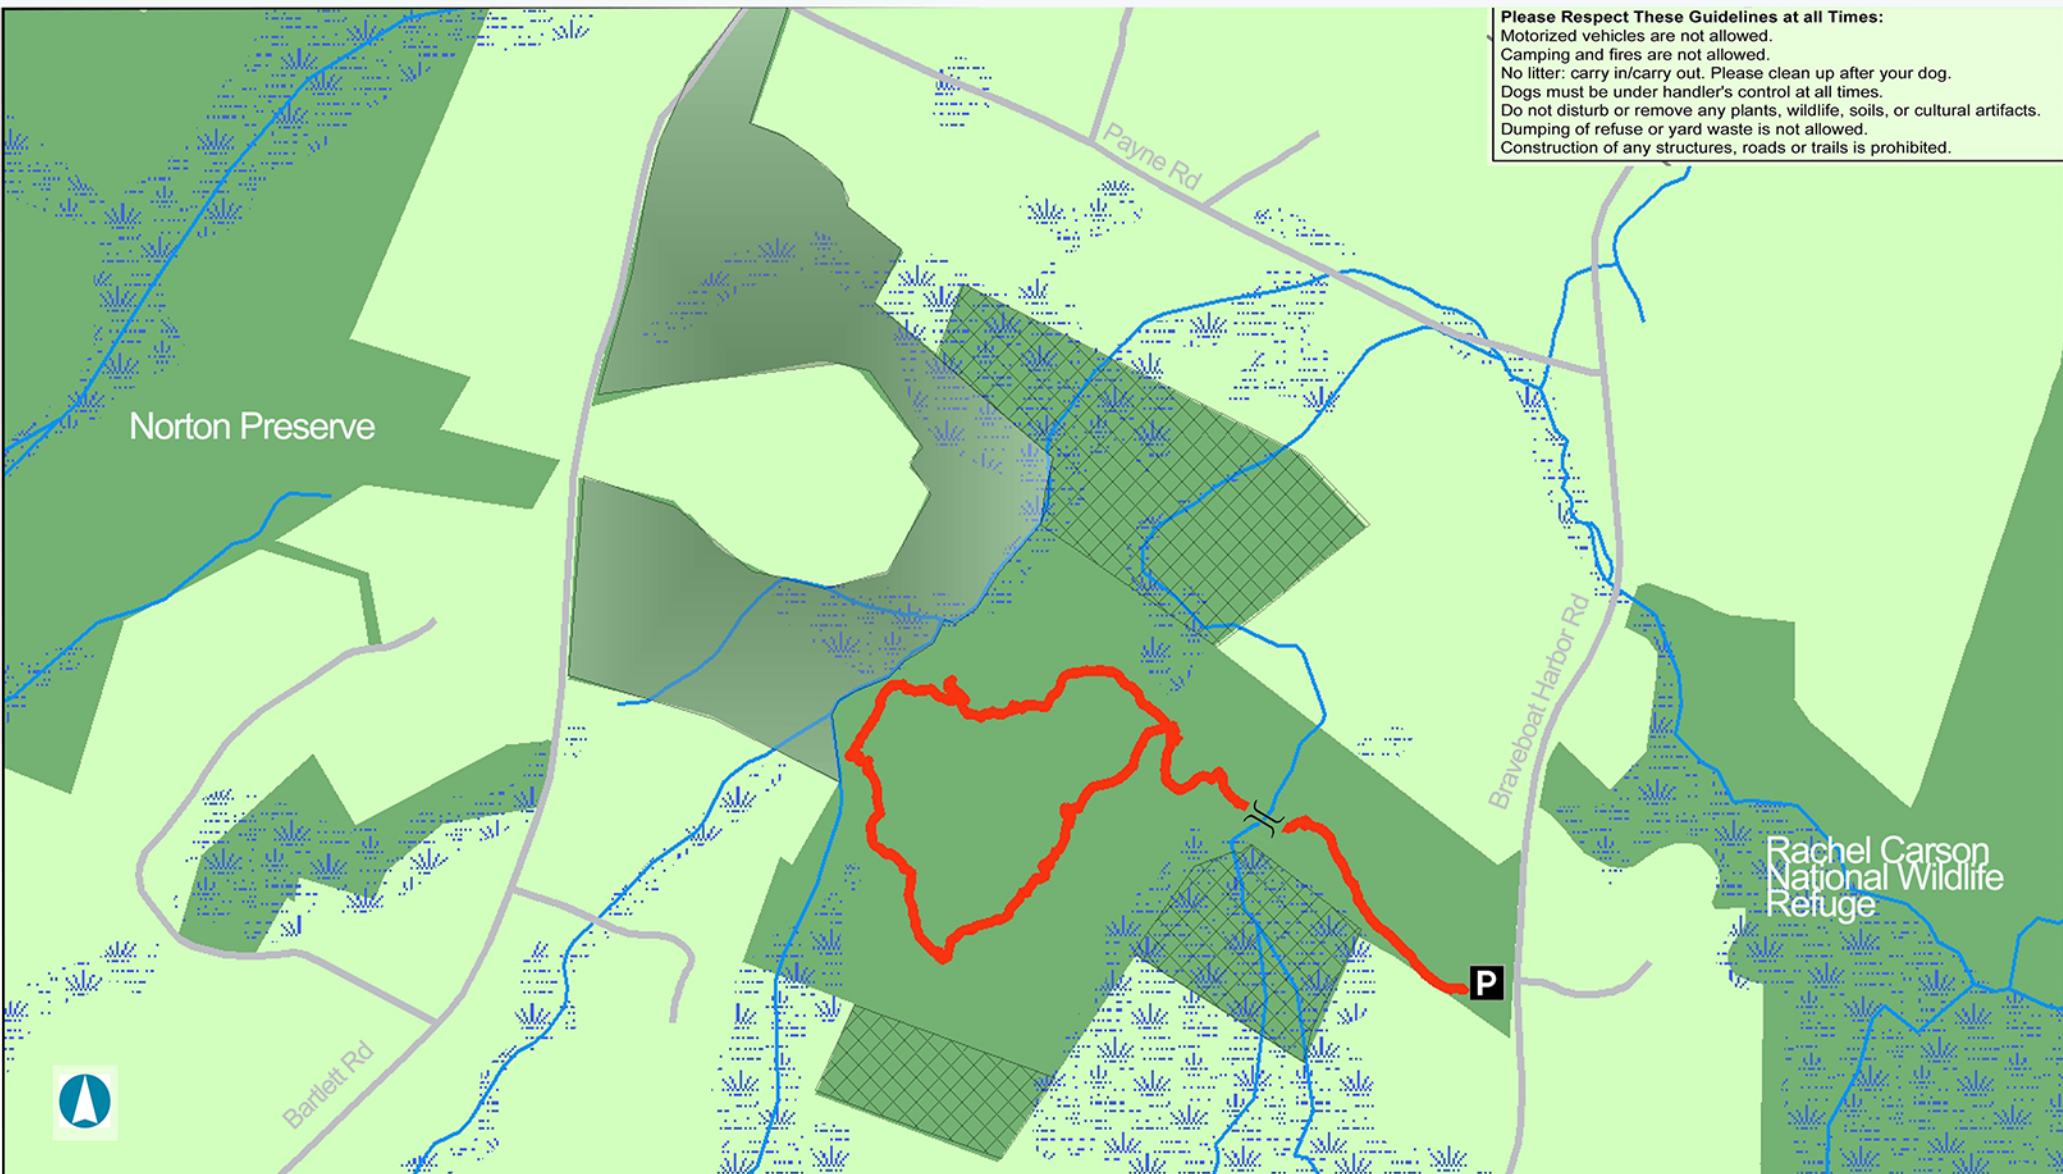 Please Respect These Guidelines at all Times:
Motorized vehicles are not allowed.
Camping and fires are not allowed.
No litter: carry in/carry out. Please clean up after your dog.
Dogs must be under handler's control at all times.
Do not disturb or remove any plants, wildlife, soils, or cultural artifacts.
Dumping of refuse or yard waste is not allowed.
Construction of any structures, roads or trails is prohibited.
Payne Rd
Norton Preserve
Braveboat Harbor Rd
Rachel Carson
National Wildlife
Refuge
P
Bartlett Rd